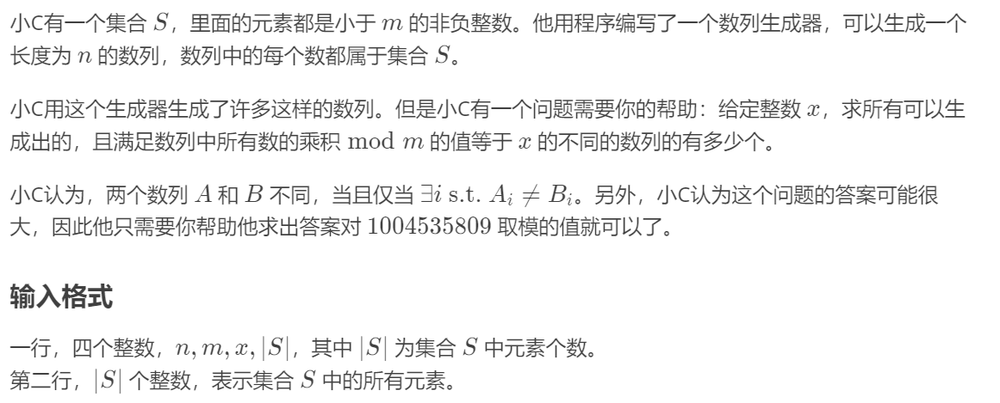 小C有一个集合 S，里面的元素都是小于 m 的非负整数。他用程序编写了一个数列生成器，可以生成一个
长度为 n 的数列，数列中的每个数都属于集合 S。
小C用这个生成器生成了许多这样的数列。但是小C有一个问题需要你的帮助：给定整数 x，求所有可以生
成出的，且满足数列中所有数的乘积 mod m 的值等于 x 的不同的数列的有多少个。
小C认为，两个数列 A 和 B 不同，当且仅当 ∃i s.t. A_i ≠ B_i。另外，小C认为这个问题的答案可能很
大，因此他只需要你帮助他求出答案对 1004535809 取模的值就可以了。
输入格式
一行，四个整数，n, m, x, |S|，其中 |S| 为集合 S 中元素个数。
第二行，|S| 个整数，表示集合 S 中的所有元素。